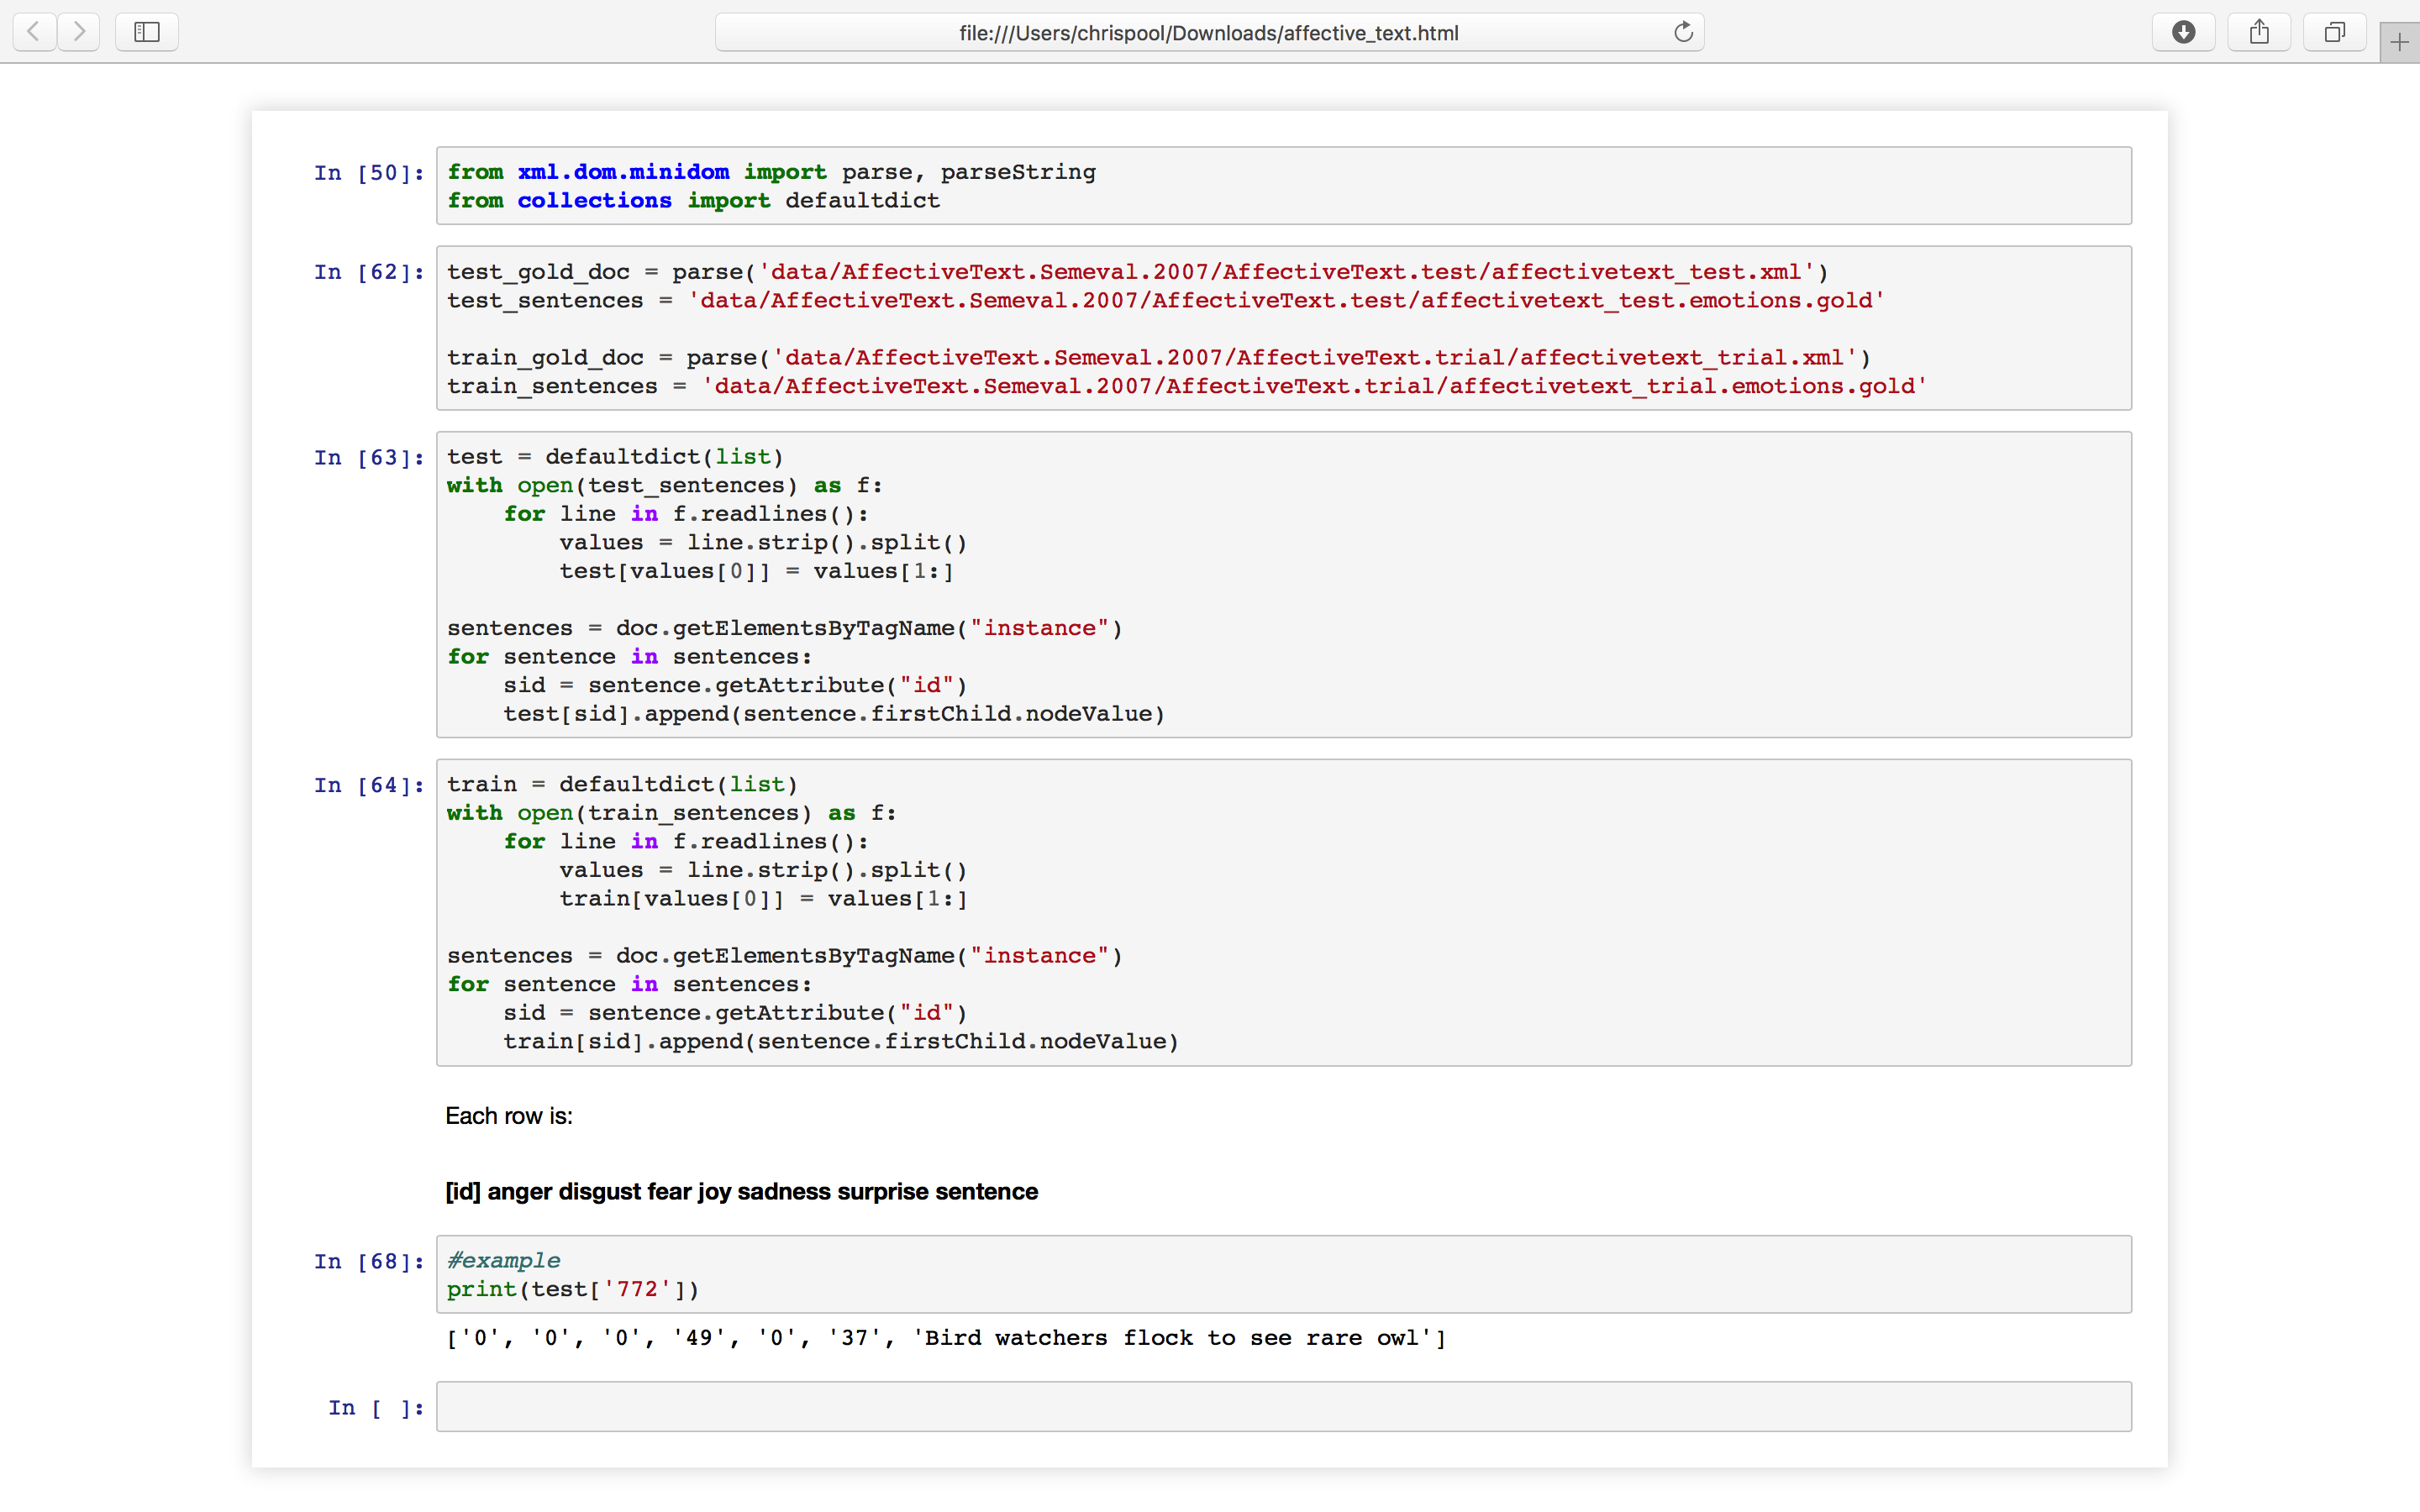 file:///Users/chrispool/Downloads/affective_text.html
In [50]:
from xml.dom.minidom import parse, parseString
from collections import defaultdict
In [62]:
test_gold_doc = parse('data/AffectiveText.Semeval.2007/AffectiveText.test/affectivetext_test.xml')
test_sentences = 'data/AffectiveText.Semeval.2007/AffectiveText.test/affectivetext_test.emotions.gold'
train_gold_doc = parse('data/AffectiveText.Semeval.2007/AffectiveText.trial/affectivetext_trial.xml')
train_sentences = 'data/AffectiveText.Semeval.2007/AffectiveText.trial/affectivetext_trial.emotions.gold'
In [63]:
test = defaultdict(list)
with open(test_sentences) as f:
    for line in f.readlines():
        values = line.strip().split()
        test[values[0]] = values[1:]
sentences = doc.getElementsByTagName("instance")
for sentence in sentences:
    sid = sentence.getAttribute("id")
    test[sid].append(sentence.firstChild.nodeValue)
In [64]:
train = defaultdict(list)
with open(train_sentences) as f:
    for line in f.readlines():
        values = line.strip().split()
        train[values[0]] = values[1:]
sentences = doc.getElementsByTagName("instance")
for sentence in sentences:
    sid = sentence.getAttribute("id")
    train[sid].append(sentence.firstChild.nodeValue)
Each row is:
[id] anger disgust fear joy sadness surprise sentence
In [68]:
#example
print(test['772'])
['0', '0', '0', '49', '0', '37', 'Bird watchers flock to see rare owl']
In [ ]: